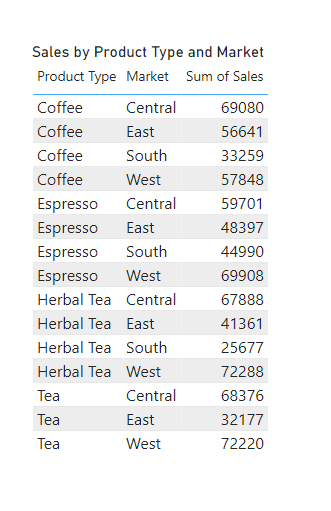 Sales by Product Type and Market
Product Type Market Sum of Sales
Coffee Central 69080
Coffee East 56641
Coffee South 33259
Coffee West 57848
Espresso Central 59701
Espresso East 48397
Espresso South 44990
Espresso West 69908
Herbal Tea Central 67888
Herbal Tea East 41361
Herbal Tea South 25677
Herbal Tea West 72288
Tea Central 68376
Tea East 32177
Tea West 72220